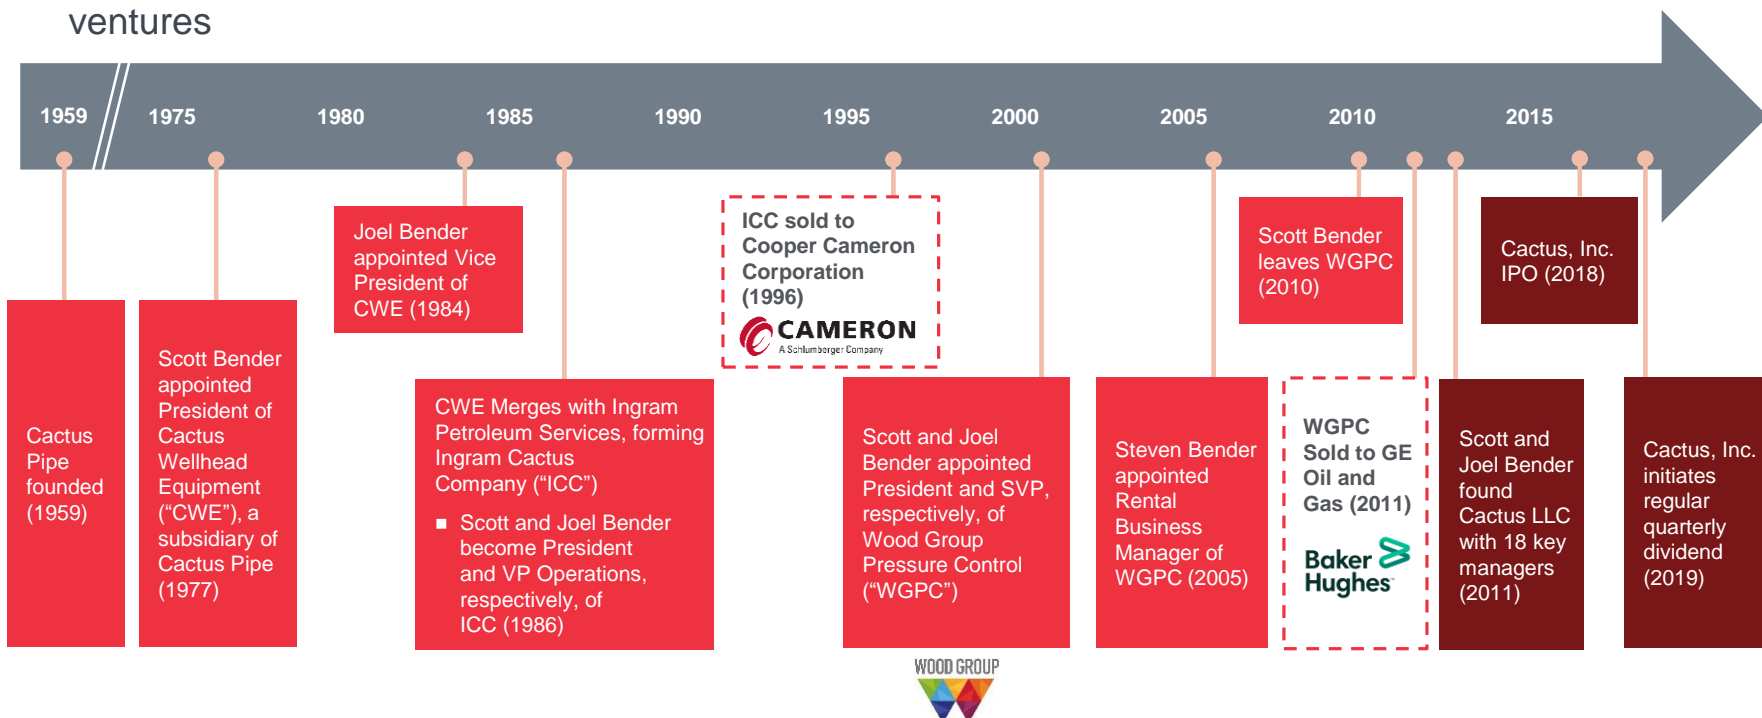 ventures
1959
1975
1980
1985
1990
1995
2000
2005
2010
2015
Cactus
Pipe
founded
(1959)
Scott Bender
appointed
President of
Cactus
Wellhead
Equipment
(“CWE”), a
subsidiary of
Cactus Pipe
(1977)
Joel Bender
appointed Vice
President of
CWE (1984)
CWE Merges with Ingram
Petroleum Services, forming
Ingram Cactus
Company (“ICC”)
■ Scott and Joel Bender
become President
and VP Operations,
respectively, of
ICC (1986)
ICC sold to
Cooper Cameron
Corporation
(1996)
CAMERON
A Schlumberger Company
Scott and Joel
Bender appointed
President and SVP,
respectively, of
Wood Group
Pressure Control
(“WGPC”)
WOOD GROUP
Steven Bender
appointed
Rental
Business
Manager of
WGPC (2005)
Scott Bender
leaves WGPC
(2010)
WGPC
Sold to GE
Oil and
Gas (2011)
Baker
Hughes
Scott and
Joel Bender
found
Cactus LLC
with 18 key
managers
(2011)
Cactus, Inc.
IPO (2018)
Cactus, Inc.
initiates
regular
quarterly
dividend
(2019)